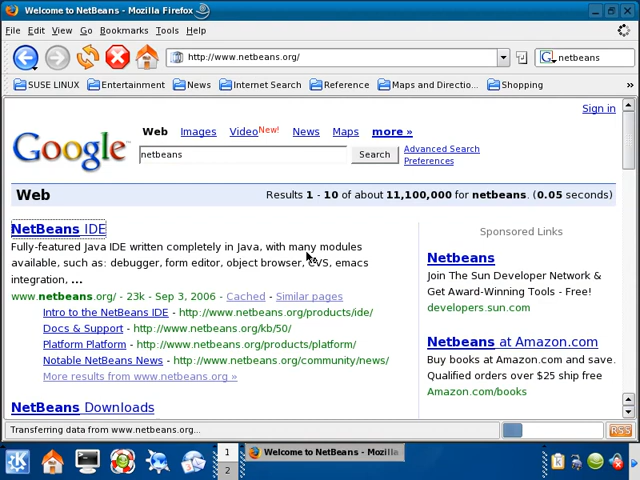 Welcome to NetBeans - Mozilla Firefox
File Edit View Go Bookmarks Tools Help
http://www.netbeans.org/ netbeans
SUSE LINUX Entertainment News Internet Search Reference Maps and Directio... Shopping »
Sign in
Google
Web Images Video New! News Maps more »
netbeans Search Advanced Search
Preferences
Web Results 1 - 10 of about 11,100,000 for netbeans. (0.05 seconds)
NetBeans IDE
Fully-featured Java IDE written completely in Java, with many modules
available, such as: debugger, form editor, object browser, CVS, emacs
integration, ...
www.netbeans.org/ - 23k - Sep 3, 2006 - Cached - Similar pages
Intro to the NetBeans IDE - http://www.netbeans.org/products/ide/
Docs & Support - http://www.netbeans.org/kb/50/
Platform Platform - http://www.netbeans.org/products/platform/
Notable NetBeans News - http://www.netbeans.org/community/news/
More results from www.netbeans.org »
NetBeans Downloads
Sponsored Links
Netbeans
Join The Sun Developer Network &
Get Award-Winning Tools - Free!
developers.sun.com
Netbeans at Amazon.com
Buy books at Amazon.com and save.
Qualified orders over $25 ship free
Amazon.com/books
Transferring data from www.netbeans.org... RSS
1
2
Welcome to NetBeans - Mozilla